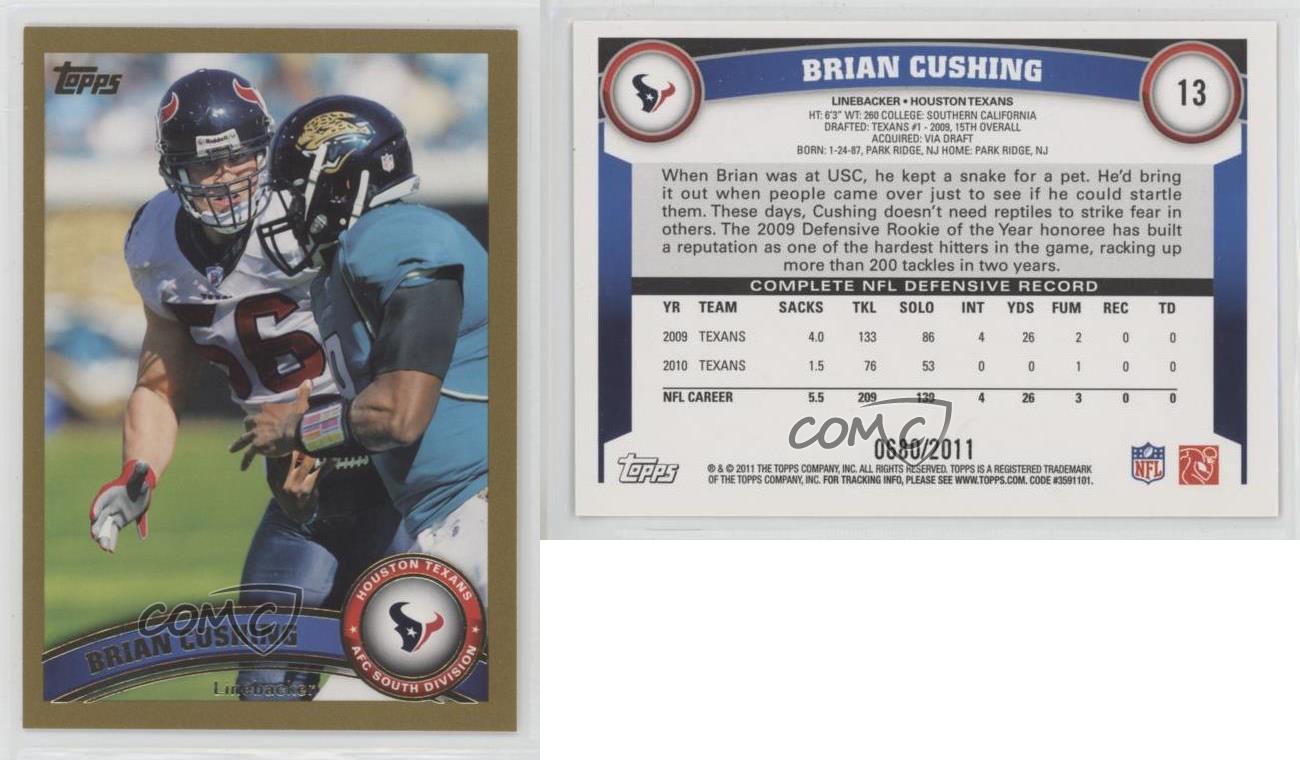 Topps
Riddell
56
COMC
BRIAN CUSHING
Linebacker
HOUSTON TEXANS
AFC SOUTH DIVISION
BRIAN CUSHING
13
LINEBACKER • HOUSTON TEXANS
HT: 6'3" WT: 260 COLLEGE: SOUTHERN CALIFORNIA
DRAFTED: TEXANS #1 - 2009, 15TH OVERALL
ACQUIRED: VIA DRAFT
BORN: 1-24-87, PARK RIDGE, NJ HOME: PARK RIDGE, NJ
When Brian was at USC, he kept a snake for a pet. He'd bring
it out when people came over just to see if he could startle
them. These days, Cushing doesn't need reptiles to strike fear in
others. The 2009 Defensive Rookie of the Year honoree has built
a reputation as one of the hardest hitters in the game, racking up
more than 200 tackles in two years.
COMPLETE NFL DEFENSIVE RECORD
YR TEAM SACKS TKL SOLO INT YDS FUM REC TD
2009 TEXANS 4.0 133 86 4 26 2 0 0
2010 TEXANS 1.5 76 53 0 0 1 0 0
NFL CAREER 5.5 209 139 4 26 3 0 0
COMC
0680/2011
Topps
® & © 2011 THE TOPPS COMPANY, INC. ALL RIGHTS RESERVED. TOPPS IS A REGISTERED TRADEMARK
OF THE TOPPS COMPANY, INC. FOR TRACKING INFO, PLEASE SEE WWW.TOPPS.COM. CODE #3591101.
NFL